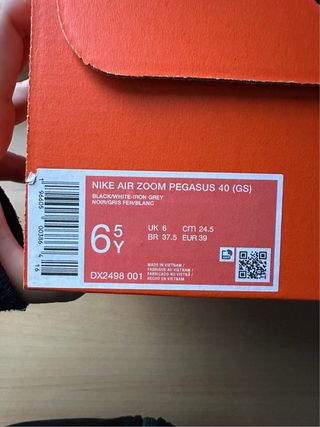 NIKE AIR ZOOM PEGASUS 40 (GS)
BLACK/WHITE-IRON GREY
NOIR/GRIS FER/BLANC
6.5Y
UK 6 cm 24.5
BR 37.5 EUR 39
DX2498 001
MADE IN VIETNAM /
FABRIQUÉ AU VIETNAM /
FABRICADO NO VIETNÃ /
HECHO EN VIETNAM